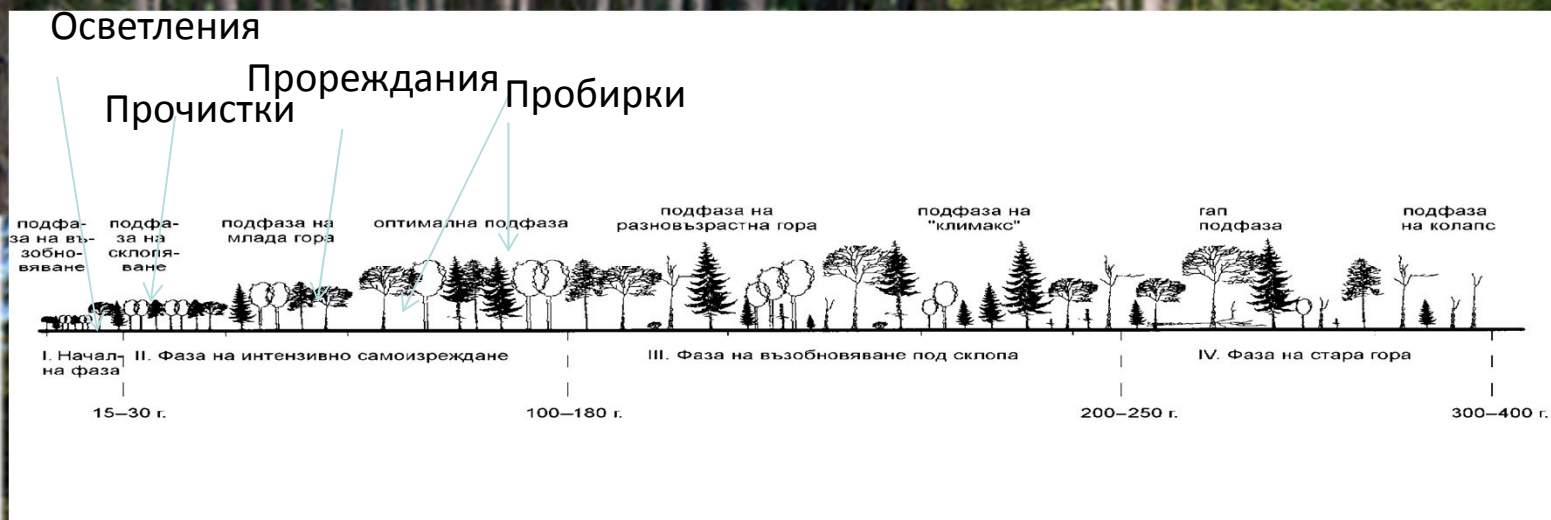 Осветления
Прореждания
Пробирки
Прочистки
подфа-
за на въ-
зобно-
вяване
подфа-
за на
склопя-
ване
подфаза на
млада гора
оптимална подфаза
подфаза на
разновъзрастна гора
подфаза на
"климакс"
гап
подфаза
подфаза
на колапс
I. Начал-
на фаза
II. Фаза на интензивно самоизреждане
III. Фаза на възобновяване под склопа
IV. Фаза на стара гора
15–30 г.
100–180 г.
200–250 г.
300–400 г.